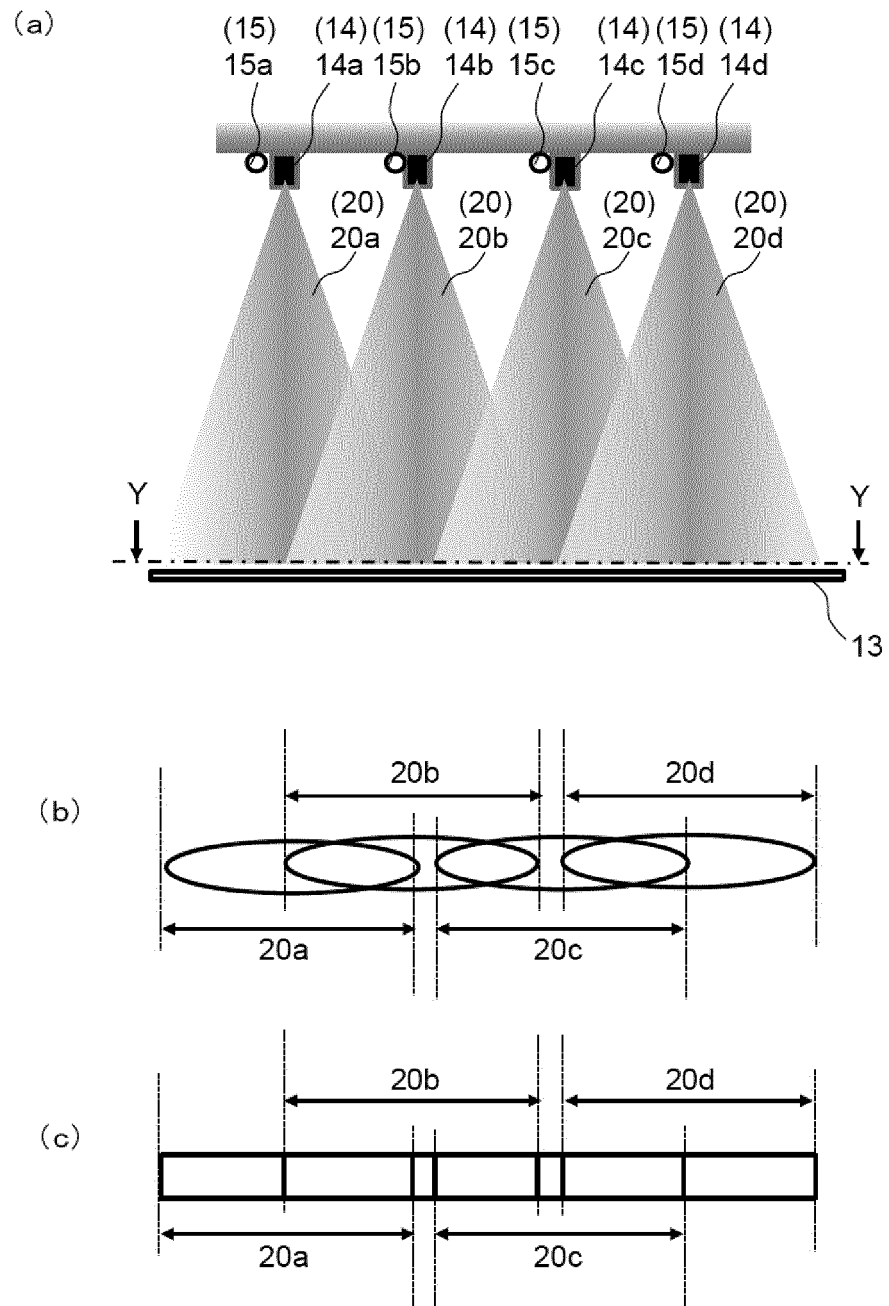 (a)
(15) (14) (15) (14) (15) (14) (15) (14)
15a 14a 15b 14b 15c 14c 15d 14d
(20) (20) (20) (20)
20a 20b 20c 20d
Y Y
13
(b)
20b 20d
20a 20c
(c)
20b 20d
20a 20c